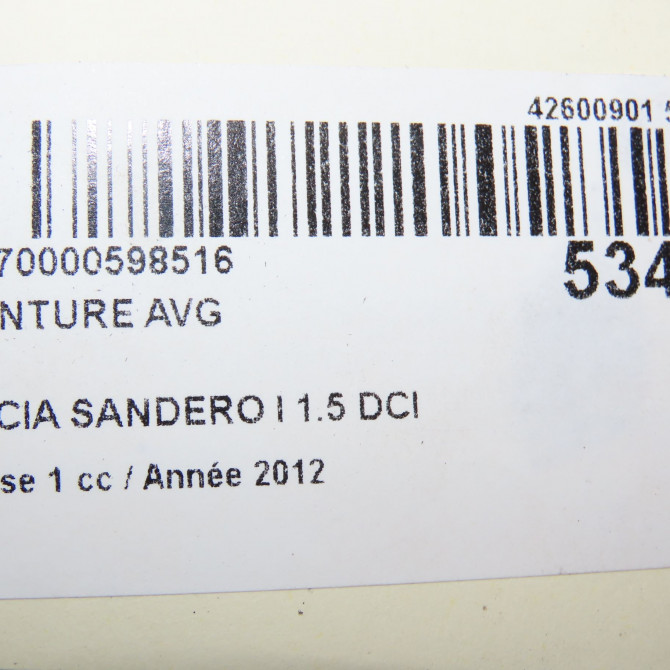 42600901 5
70000598516
534
NTURE AVG
CIA SANDERO I 1.5 DCI
se 1 cc / Année 2012